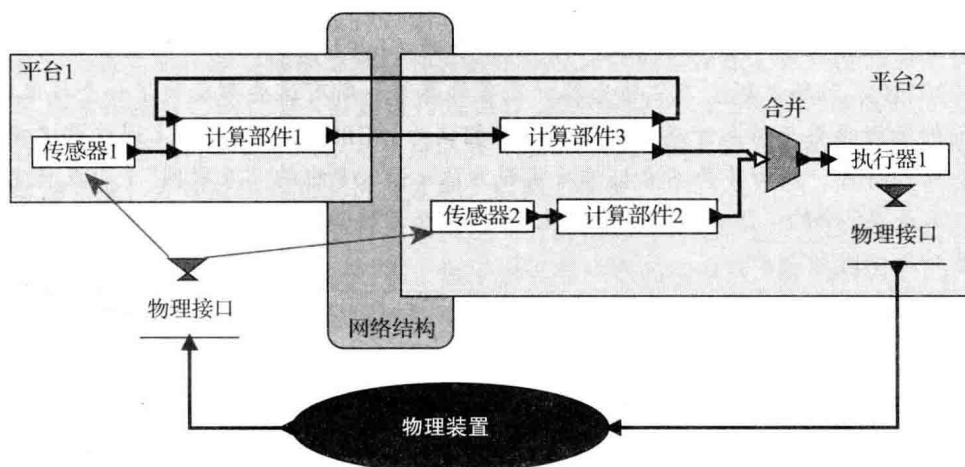 平台1
平台2
合并
传感器1
计算部件1
计算部件3
执行器1
传感器2
计算部件2
物理接口
物理接口
网络结构
物理装置